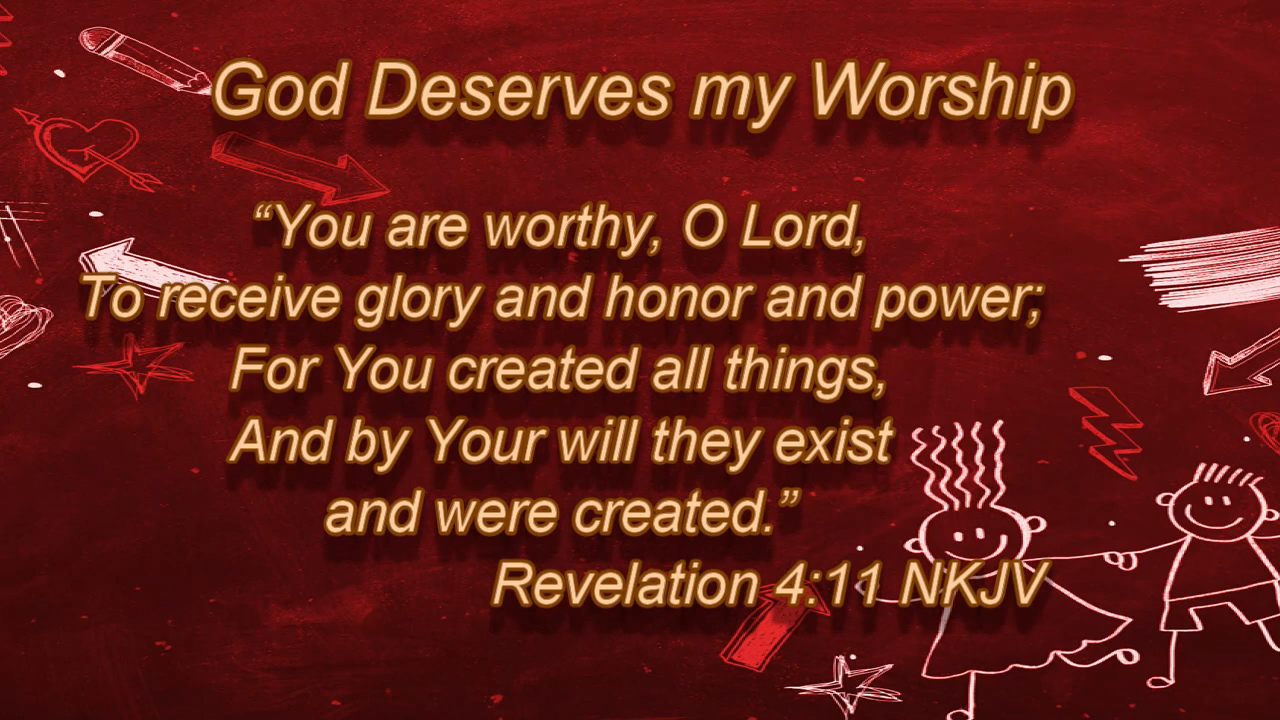 God Deserves my Worship
“You are worthy, O Lord,
To receive glory and honor and power;
For You created all things,
And by Your will they exist
and were created.”
Revelation 4:11 NKJV